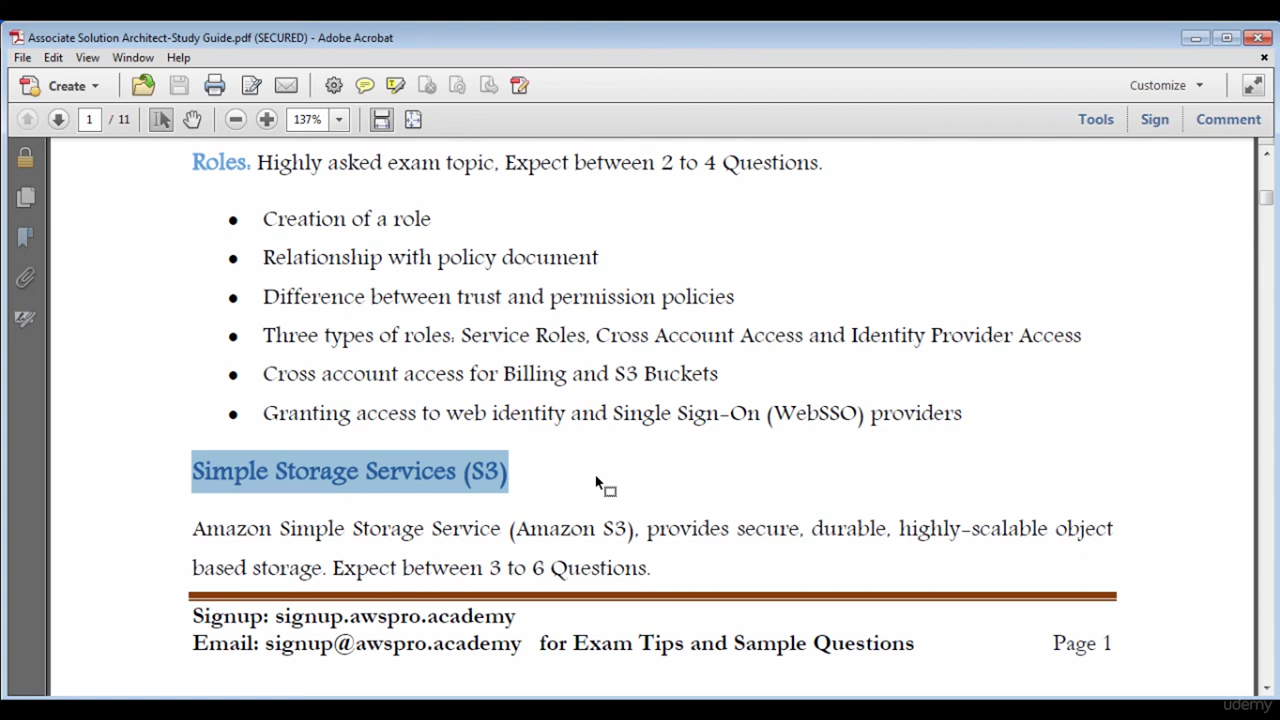 Associate Solution Architect-Study Guide.pdf (SECURED) - Adobe Acrobat
File Edit View Window Help
Create Customize
1 / 11 137% Tools Sign Comment
Roles: Highly asked exam topic, Expect between 2 to 4 Questions.
● Creation of a role
● Relationship with policy document
● Difference between trust and permission policies
● Three types of roles: Service Roles, Cross Account Access and Identity Provider Access
● Cross account access for Billing and S3 Buckets
● Granting access to web identity and Single Sign-On (WebSSO) providers
Simple Storage Services (S3)
Amazon Simple Storage Service (Amazon S3), provides secure, durable, highly-scalable object
based storage. Expect between 3 to 6 Questions.
Signup: signup.awspro.academy
Email: signup@awspro.academy for Exam Tips and Sample Questions Page 1
udemy